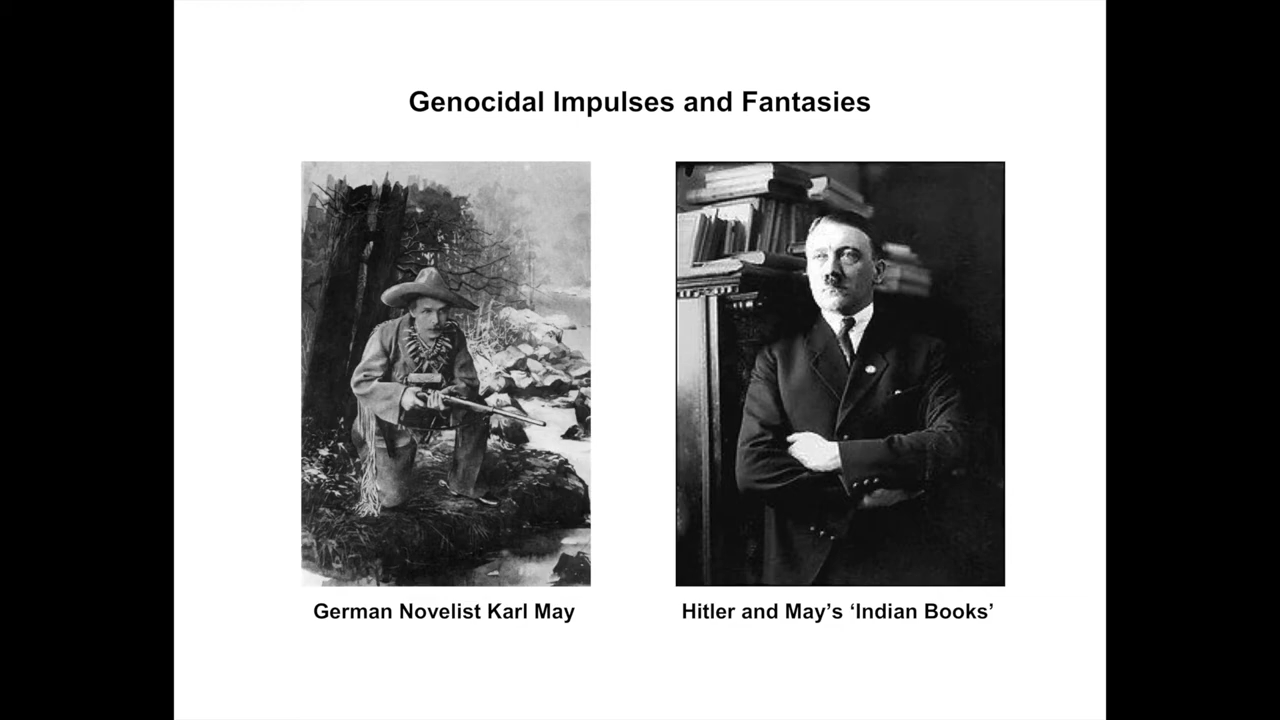 Genocidal Impulses and Fantasies
German Novelist Karl May
Hitler and May’s ‘Indian Books’